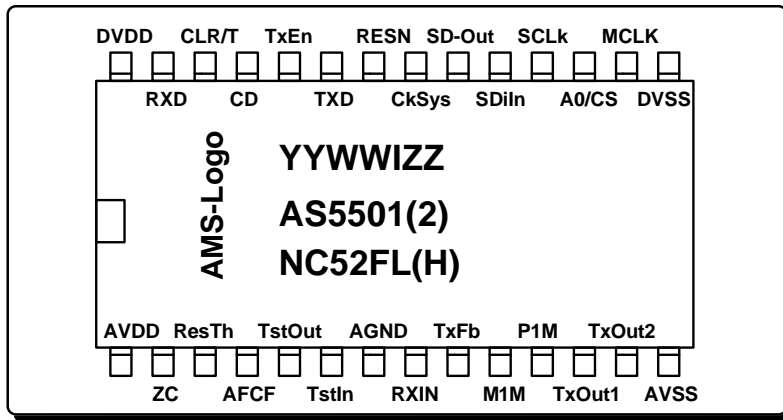 DVDD CLR/T TxEn RESN SD-Out SCLk MCLK
RXD CD TXD CkSys SDiIn A0/CS DVSS
AMS-Logo
YYWWIZZ
AS5501(2)
NC52FL(H)
AVDD ResTh TstOut AGND TxFb P1M TxOut2
ZC AFCF TstIn RXIN M1M TxOut1 AVSS